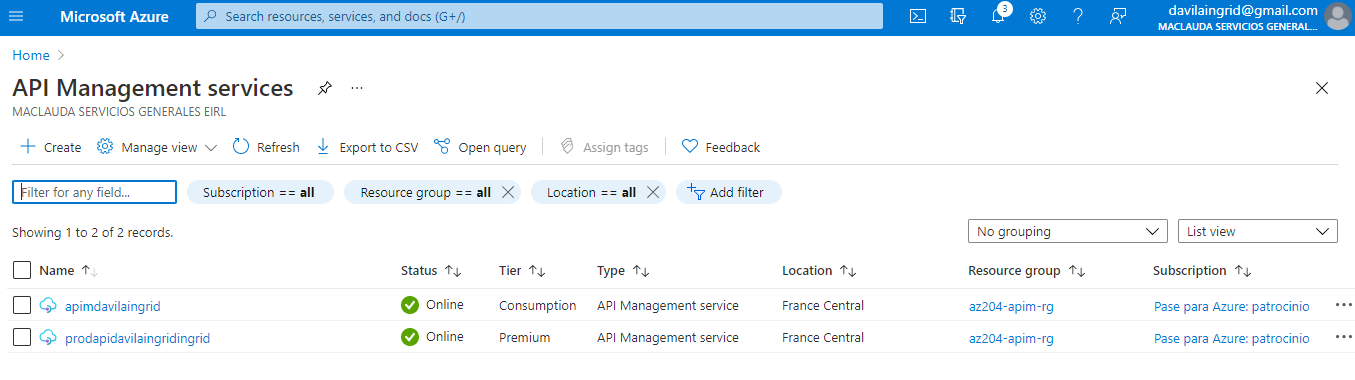 Microsoft Azure
Search resources, services, and docs (G+/)
3
davilaingrid@gmail.com
MACLAUDA SERVICIOS GENERAL...
Home
API Management services
...
MACLAUDA SERVICIOS GENERALES EIRL
Create Manage view Refresh Export to CSV Open query Assign tags Feedback
Filter for any field... Subscription == all Resource group == all Location == all Add filter
Showing 1 to 2 of 2 records. No grouping List view
Name Status Tier Type Location Resource group Subscription
apimdavilaingrid Online Consumption API Management service France Central az204-apim-rg Pase para Azure: patrocinio ...
prodapidavilaingridingrid Online Premium API Management service France Central az204-apim-rg Pase para Azure: patrocinio ...